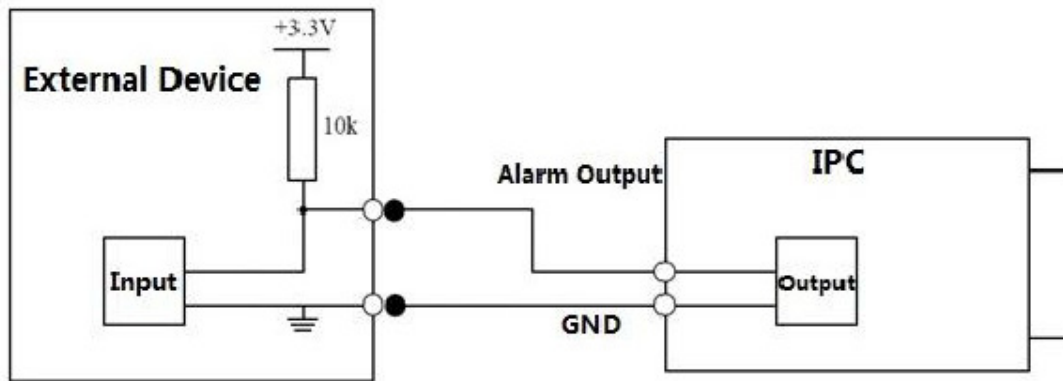 +3.3V
External Device
10k
Alarm Output
IPC
Input
Output
GND